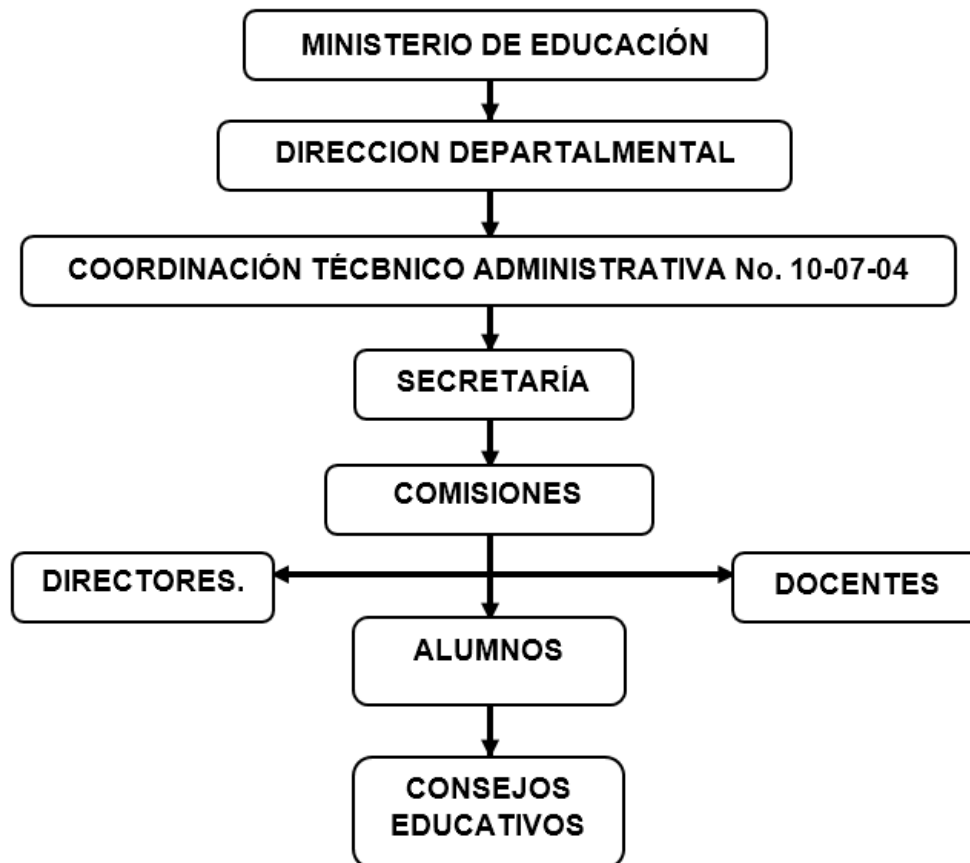 MINISTERIO DE EDUCACIÓN
DIRECCION DEPARTALMENTAL
COORDINACIÓN TÉCBNICO ADMINISTRATIVA No. 10-07-04
SECRETARÍA
COMISIONES
DIRECTORES.
DOCENTES
ALUMNOS
CONSEJOS
EDUCATIVOS